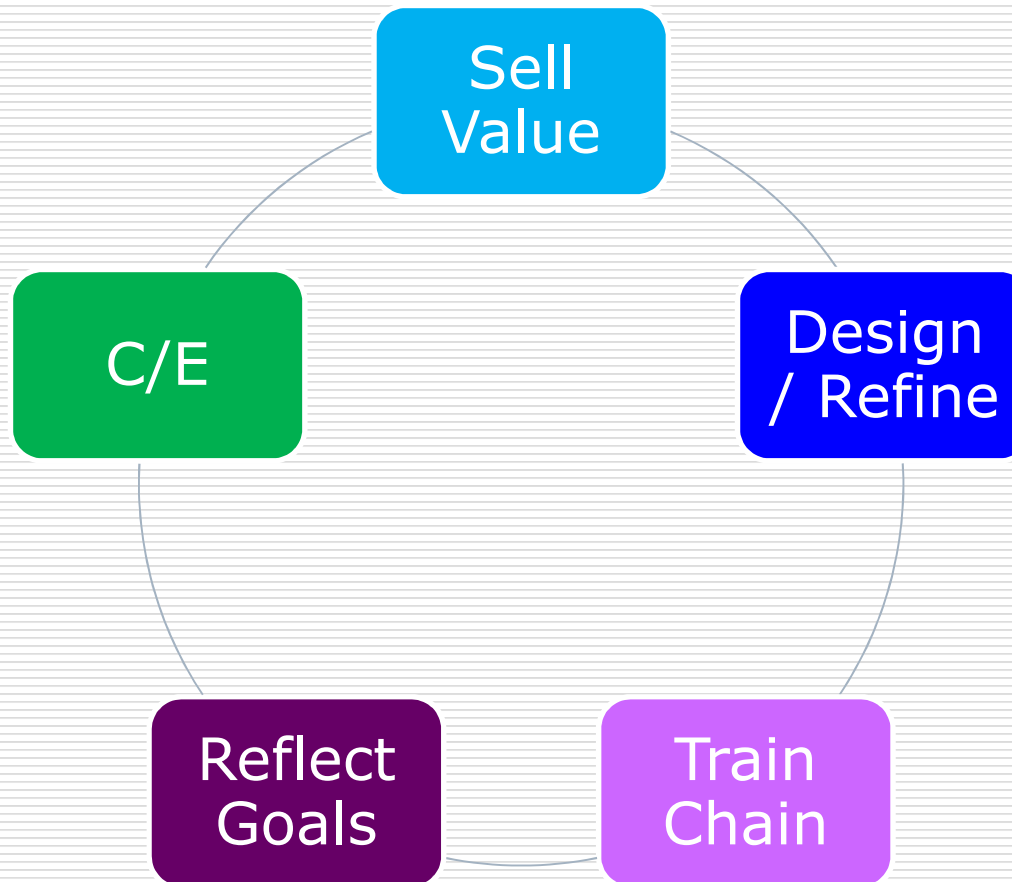 Sell
Value
C/E
Design
/ Refine
Reflect
Goals
Train
Chain